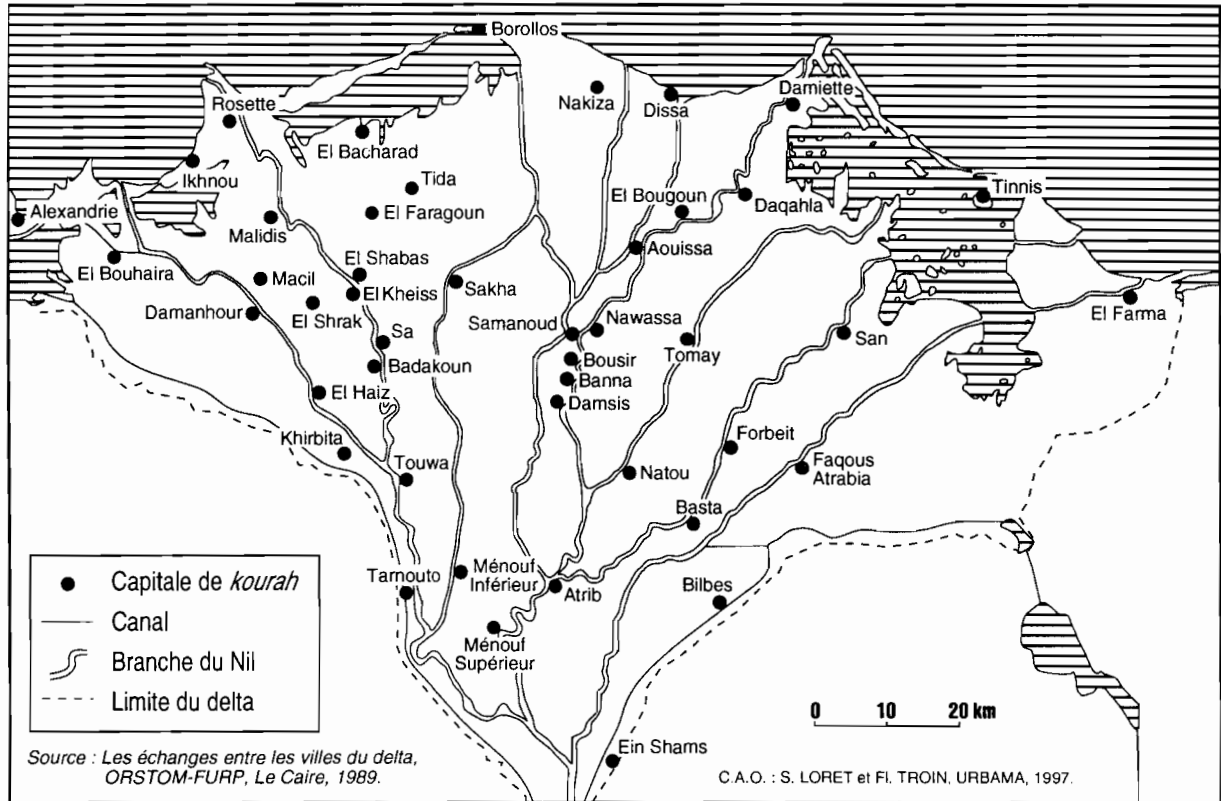 Borollos
Nakiza
Dissa
Damiette
Rosette
El Bacharad
Ikhnou
Tida
Tinnis
Alexandrie
El Faragoun
El Bougoun
Daqahla
Malidis
Aouissa
El Bouhaira
El Shabas
Macil
El Kheiss
Sakha
El Farma
Damanhour
El Shrak
Samanoud
Nawassa
San
Sa
Tomay
Bousir
Badakoun
Banna
El Haiz
Damsis
Khirbita
Forbeit
Touwa
Natou
Faqous
Atrabia
Basta
Tarnouto
Ménouf
Inférieur
Atrib
Bilbes
Ménouf
Supérieur
Ein Shams
Capitale de kourah
Canal
Branche du Nil
Limite du delta
0 10 20 km
Source : Les échanges entre les villes du delta,
ORSTOM-FURP, Le Caire, 1989.
C.A.O. : S. LORET et Fl. TROIN, URBAMA, 1997.